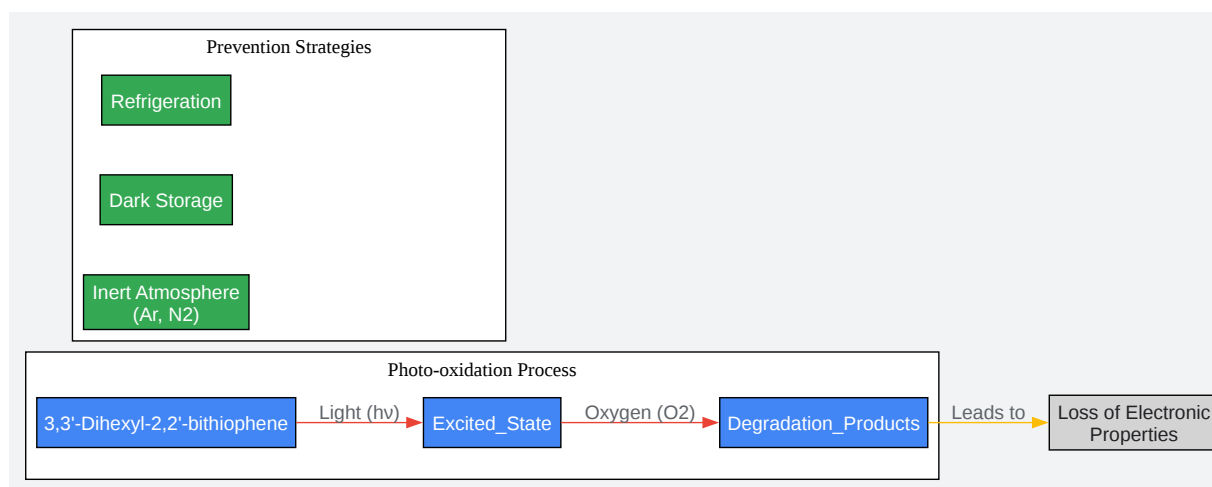 Prevention Strategies
Refrigeration
Dark Storage
Inert Atmosphere
(Ar, N2)
Photo-oxidation Process
3,3'-Dihexyl-2,2'-bithiophene
Light (hν)
Excited_State
Oxygen (O2)
Degradation_Products
Leads to
Loss of Electronic
Properties